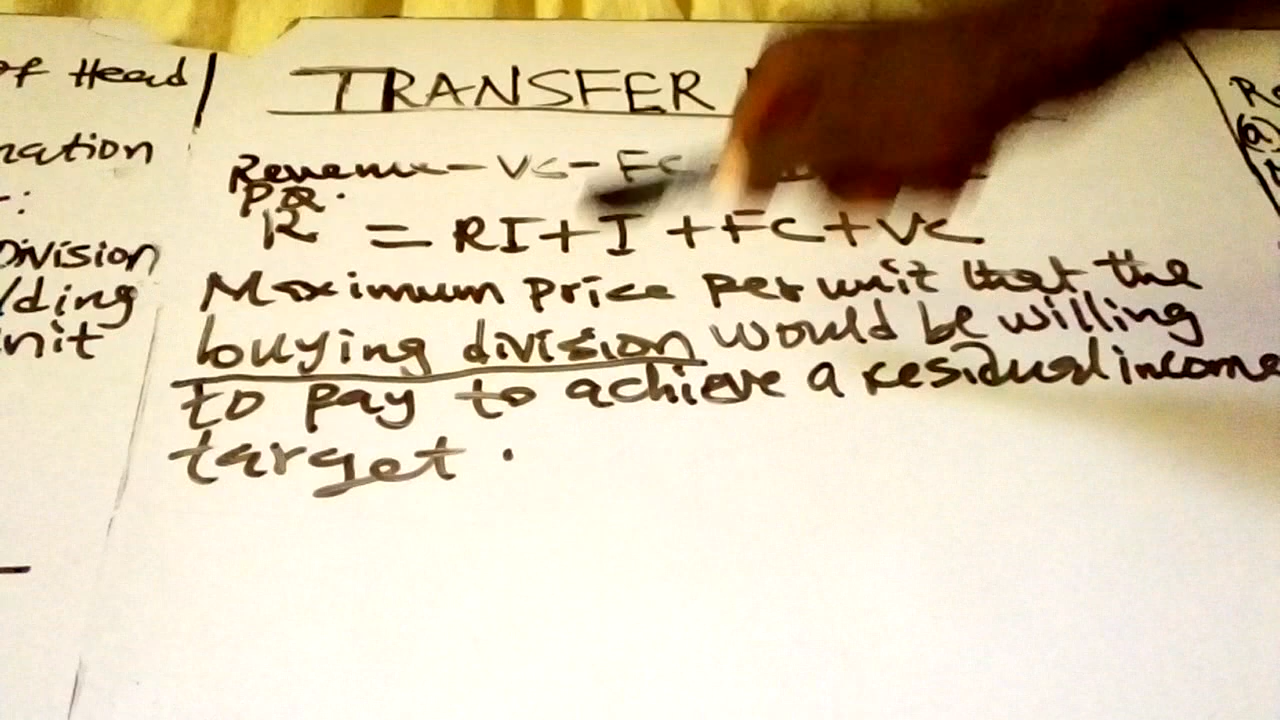 of Head
nation
Division
lding
nit
TRANSFER
Revenue - VC - FC
PQ.
R = RI + I + FC + VC
Maximum price per unit that the
buying division would be willing
to pay to achieve a residual income
target.
(a)